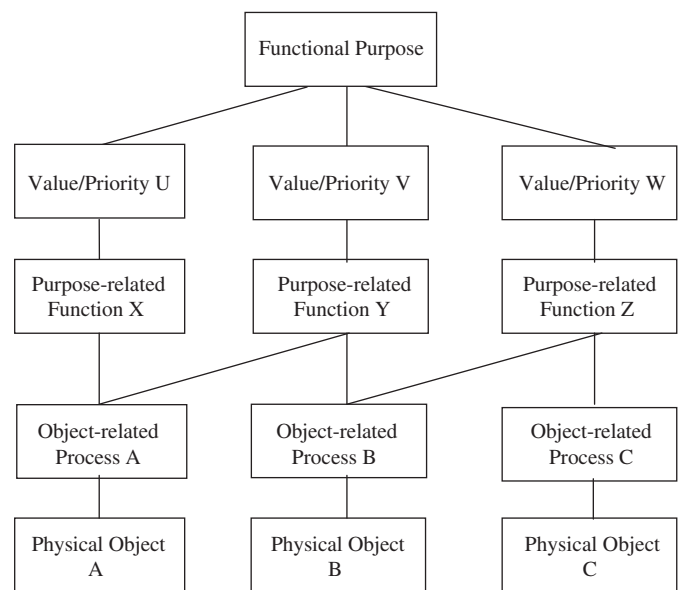 Functional Purpose
Value/Priority U
Value/Priority V
Value/Priority W
Purpose-related
Function X
Purpose-related
Function Y
Purpose-related
Function Z
Object-related
Process A
Object-related
Process B
Object-related
Process C
Physical Object
A
Physical Object
B
Physical Object
C